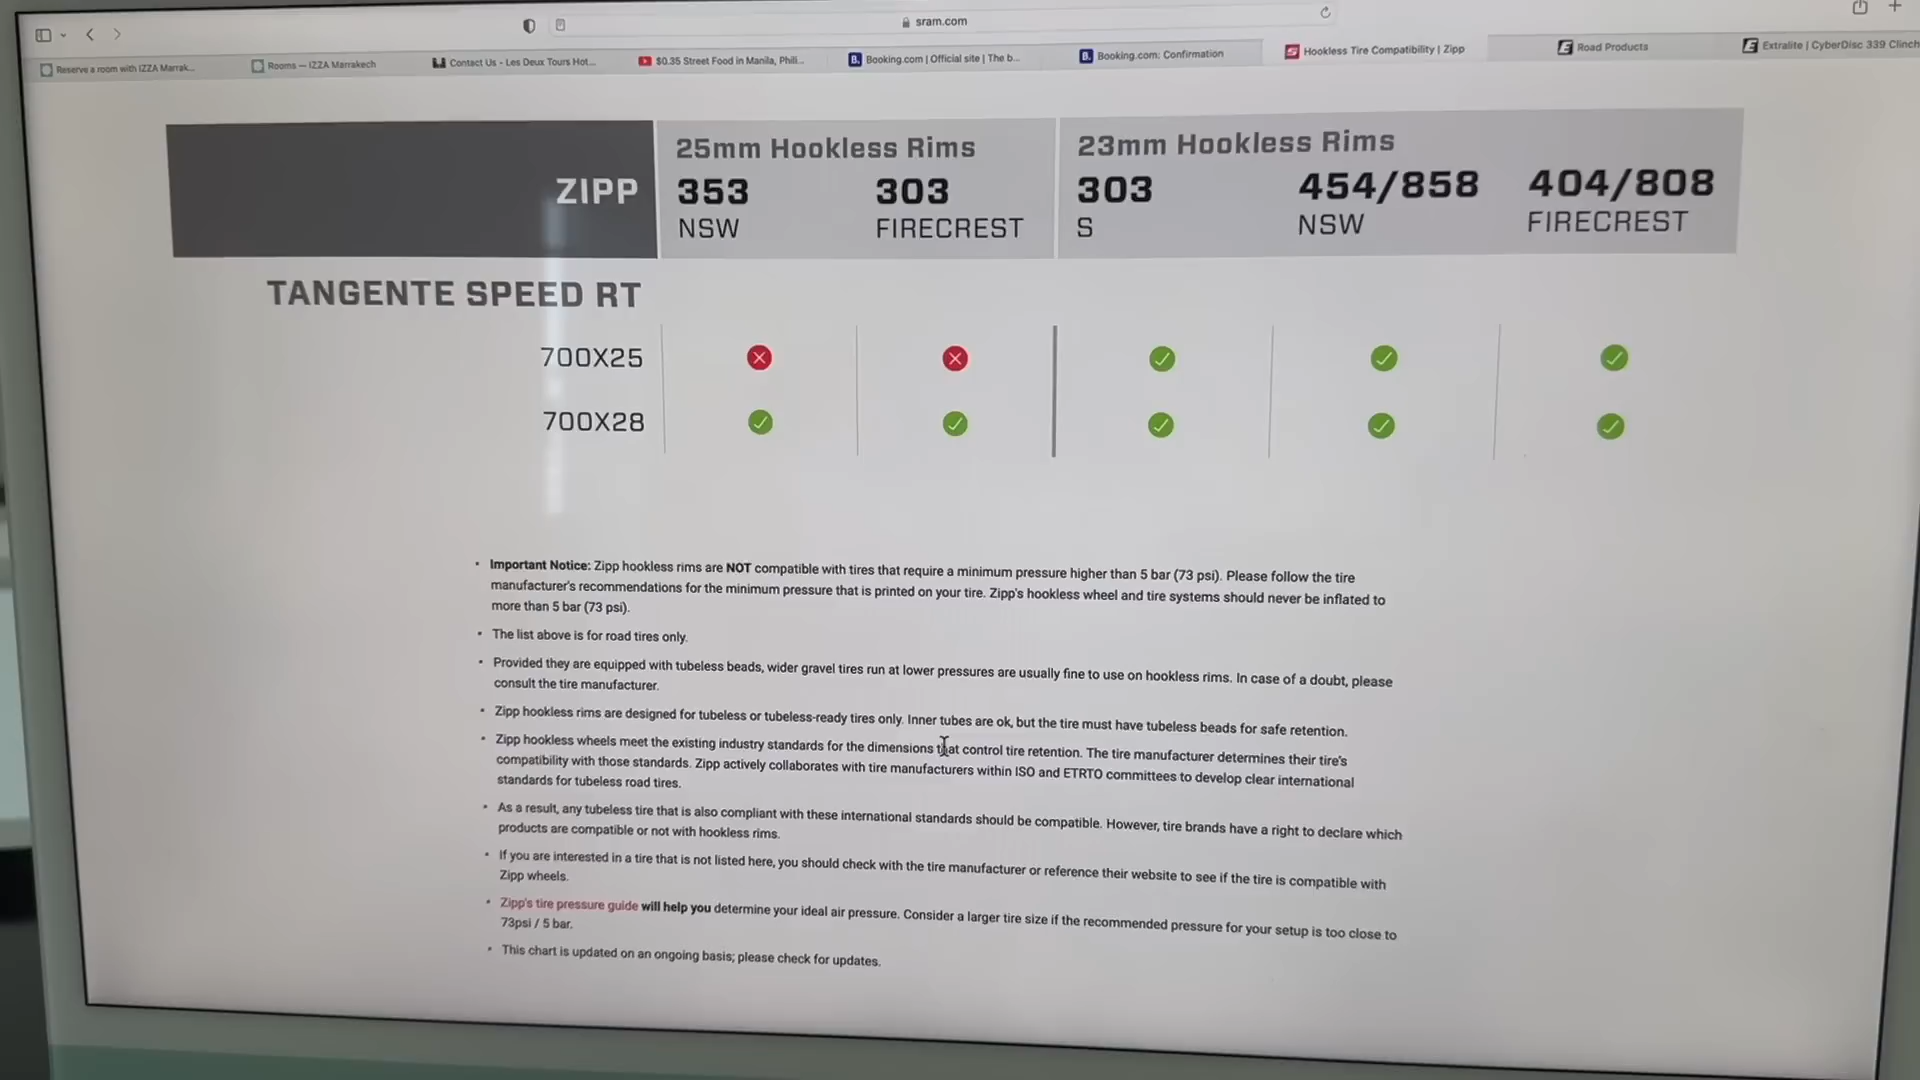 sram.com
Reserve a room with IZZA Marrak...
Rooms — IZZA Marrakech
Contact Us - Les Deux Tours Hot...
$0.35 Street Food in Manila, Phili...
Booking.com | Official site | The b...
Booking.com: Confirmation
Hookless Tire Compatibility | Zipp
Road Products
Extralite | CyberDisc 339 Clinch
ZIPP
25mm Hookless Rims
353 303
NSW FIRECREST
23mm Hookless Rims
303 454/858 404/808
S NSW FIRECREST
TANGENTE SPEED RT
700X25
700X28
• Important Notice: Zipp hookless rims are NOT compatible with tires that require a minimum pressure higher than 5 bar (73 psi). Please follow the tire
manufacturer's recommendations for the minimum pressure that is printed on your tire. Zipp's hookless wheel and tire systems should never be inflated to
more than 5 bar (73 psi).
• The list above is for road tires only.
• Provided they are equipped with tubeless beads, wider gravel tires run at lower pressures are usually fine to use on hookless rims. In case of a doubt, please
consult the tire manufacturer.
• Zipp hookless rims are designed for tubeless or tubeless-ready tires only. Inner tubes are ok, but the tire must have tubeless beads for safe retention.
• Zipp hookless wheels meet the existing industry standards for the dimensions that control tire retention. The tire manufacturer determines their tire's
compatibility with those standards. Zipp actively collaborates with tire manufacturers within ISO and ETRTO committees to develop clear international
standards for tubeless road tires.
• As a result, any tubeless tire that is also compliant with these international standards should be compatible. However, tire brands have a right to declare which
products are compatible or not with hookless rims.
• If you are interested in a tire that is not listed here, you should check with the tire manufacturer or reference their website to see if the tire is compatible with
Zipp wheels.
• Zipp's tire pressure guide will help you determine your ideal air pressure. Consider a larger tire size if the recommended pressure for your setup is too close to
73psi / 5 bar.
• This chart is updated on an ongoing basis; please check for updates.